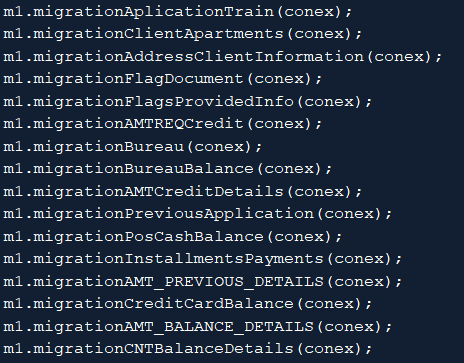 m1.migrationAplicationTrain(conex);
m1.migrationClientApartments(conex);
m1.migrationAddressClientInformation(conex);
m1.migrationFlagDocument(conex);
m1.migrationFlagsProvidedInfo(conex);
m1.migrationAMTREQCredit(conex);
m1.migrationBureau(conex);
m1.migrationBureauBalance(conex);
m1.migrationAMTCreditDetails(conex);
m1.migrationPreviousApplication(conex);
m1.migrationPosCashBalance(conex);
m1.migrationInstallmentsPayments(conex);
m1.migrationAMT_PREVIOUS_DETAILS(conex);
m1.migrationCreditCardBalance(conex);
m1.migrationAMT_BALANCE_DETAILS(conex);
m1.migrationCNTBalanceDetails(conex);